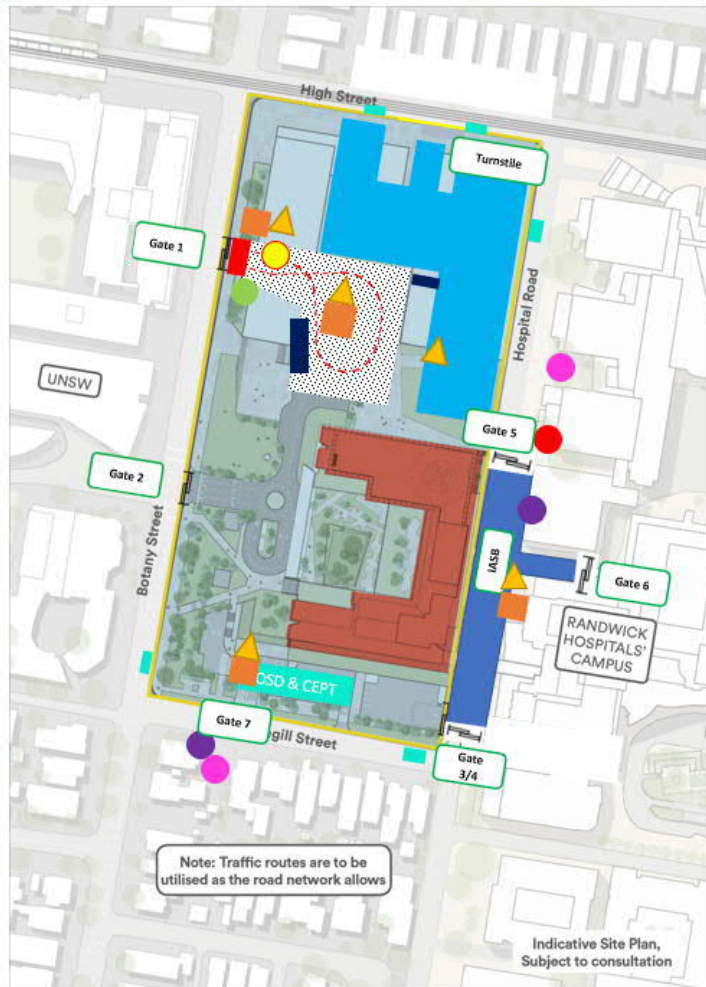 High Street
Turnstile
Gate 1
Hospital Road
UNSW
Gate 5
Gate 2
IASB
Botany Street
Gate 6
RANDWICK
HOSPITALS'
CAMPUS
OSD & CEPT
Gate 7
Street
Gate
3/4
Note: Traffic routes are to be
utilised as the road network allows
Indicative Site Plan,
Subject to consultation